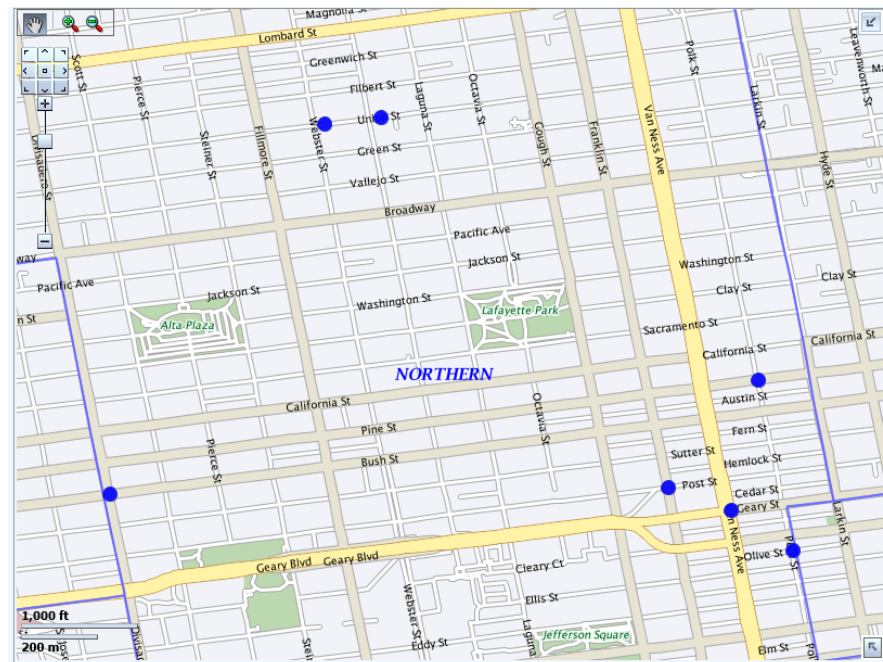 Magnolia St
Lombard St
Greenwich St
Filbert St
Union St
Green St
Vallejo St
Broadway
Scott St
Pierce St
Steiner St
Fillmore St
Webster St
Laguna St
Octavia St
Gough St
Franklin St
Van Ness Ave
Polk St
Larkin St
Leavenworth St
Hyde St
Divisadero St
way
Pacific Ave
Pacific Ave
Jackson St
Jackson St
Washington St
Washington St
Clay St
Clay St
n St
Alta Plaza
Lafayette Park
Sacramento St
California St
California St
NORTHERN
California St
Pine St
Bush St
Pierce St
Octavia St
Austin St
Fern St
Sutter St
Hemlock St
Post St
Cedar St
Geary St
Larkin St
n Ness Ave
Olive St
Geary Blvd
Geary Blvd
Cleary Ct
Ellis St
Webster St
Laguna
Eddy St
Jefferson Square
Elm St
Divisad
Stei
Pol
1,000 ft
200 m